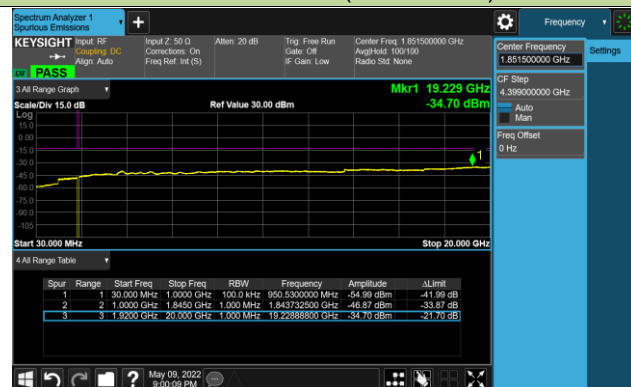 Spectrum Analyzer 1
Spurious Emissions
Frequency
KEYSIGHT
Input: RF
Coupling: DC
Align: Auto
Input Z: 50 Ω
Corrections: On
Freq Ref: Int (S)
Atten: 20 dB
Trig: Free Run
Gate: Off
IF Gain: Low
Center Freq: 1.851500000 GHz
Avg|Hold: 100/100
Radio Std: None
PASS
Center Frequency
1.851500000 GHz
Settings
CF Step
4.399000000 GHz
Auto
Man
Freq Offset
0 Hz
3 All Range Graph
Mkr1 19.229 GHz
Scale/Div 15.0 dB
Ref Value 30.00 dBm
-34.70 dBm
Log
15.0
0.00
-15.0
-30.0
-45.0
-60.0
-75.0
-90.0
-105
1
Start 30.000 MHz
Stop 20.000 GHz
4 All Range Table
Spur Range Start Freq Stop Freq RBW Frequency Amplitude ΔLimit
1 1 30.000 MHz 1.0000 GHz 100.0 kHz 950.5300000 MHz -54.99 dBm -41.99 dB
2 2 1.0000 GHz 1.8450 GHz 1.000 MHz 1.843732500 GHz -46.87 dBm -33.87 dB
3 3 1.9200 GHz 20.000 GHz 1.000 MHz 19.22888800 GHz -34.70 dBm -21.70 dB
?
May 09, 2022
9:00:09 PM